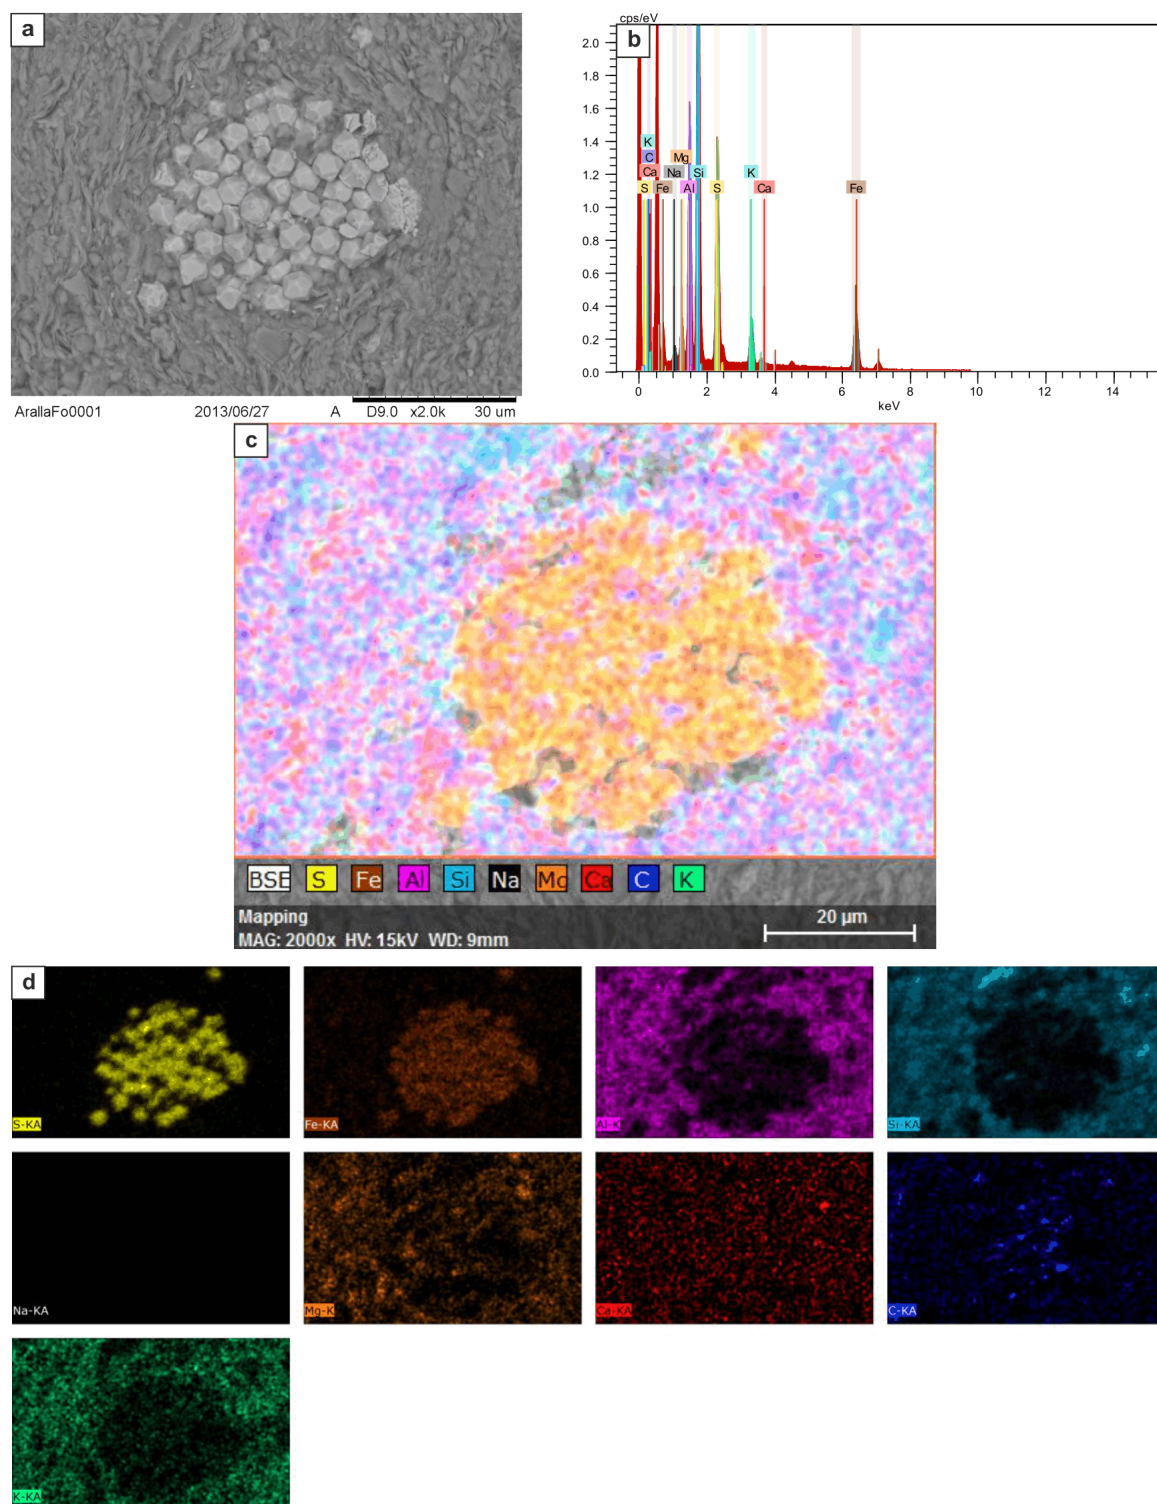 a
ArallaFo0001 2013/06/27 A D9.0 x2.0k 30 um
cps/eV
b
2.0
1.8
1.6
1.4
1.2
1.0
0.8
0.6
0.4
0.2
0.0
K
C Mg
Ca Na Si K
S Fe Al S Ca Fe
0 2 4 6 8 10 12 14
keV
c
BSE S Fe Al Si Na Mg Ca C K
Mapping
MAG: 2000x HV: 15kV WD: 9mm
20 µm
d
S-KA
Fe-KA
Al-K
Si-KA
Na-KA
Mg-K
Ca-KA
C-KA
K-KA